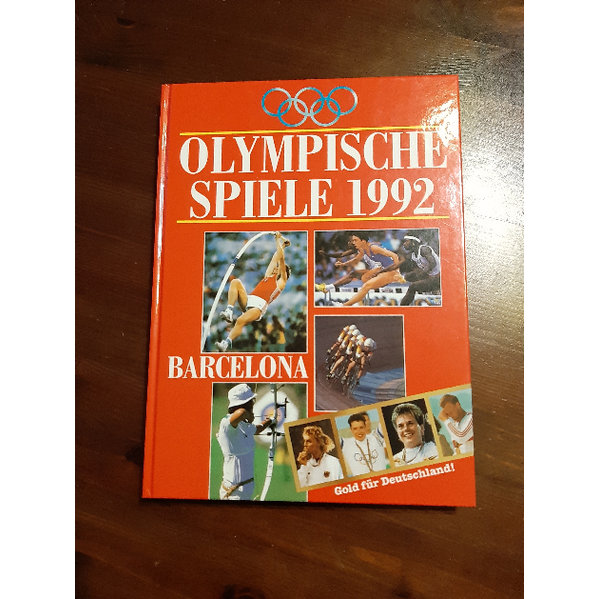 OLYMPISCHE
SPIELE 1992
BARCELONA
Gold für Deutschland!